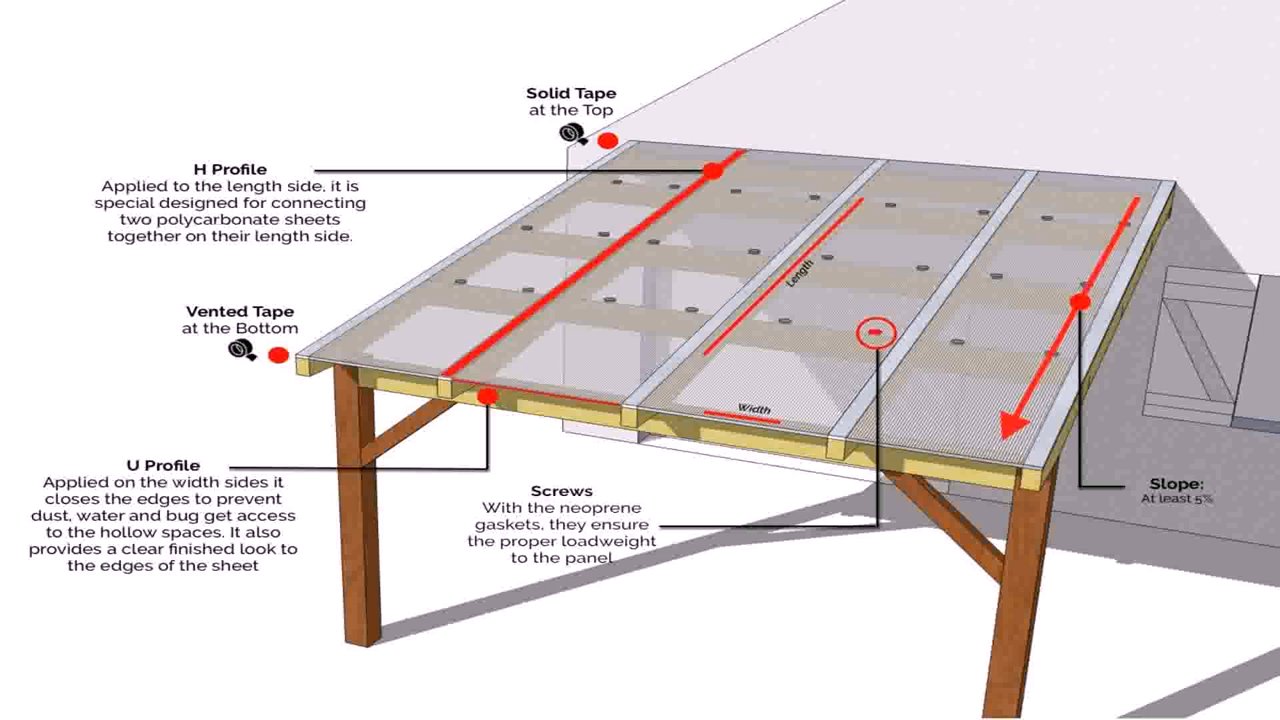 Solid Tape
at the Top
H Profile
Applied to the length side, it is
special designed for connecting
two polycarbonate sheets
together on their length side.
Length
Vented Tape
at the Bottom
Width
U Profile
Applied on the width sides it
closes the edges to prevent
dust, water and bug get access
to the hollow spaces. It also
provides a clear finished look to
the edges of the sheet
Screws
With the neoprene
gaskets, they ensure
the proper loadweight
to the panel.
Slope:
At least 5%